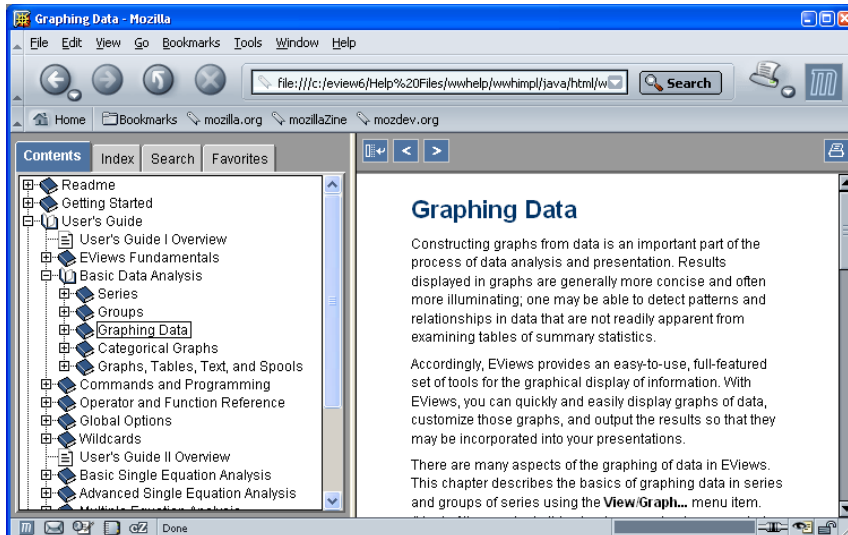 Graphing Data - Mozilla
File Edit View Go Bookmarks Tools Window Help
file:///c:/eview6/Help%20Files/wwhelp/wwhimpl/java/html/w
Search
Home Bookmarks mozilla.org mozillaZine mozdev.org
Contents Index Search Favorites
Readme
Getting Started
User's Guide
User's Guide I Overview
EViews Fundamentals
Basic Data Analysis
Series
Groups
Graphing Data
Categorical Graphs
Graphs, Tables, Text, and Spools
Commands and Programming
Operator and Function Reference
Global Options
Wildcards
User's Guide II Overview
Basic Single Equation Analysis
Advanced Single Equation Analysis
Multiple Equation Analysis
Graphing Data
Constructing graphs from data is an important part of the
process of data analysis and presentation. Results
displayed in graphs are generally more concise and often
more illuminating; one may be able to detect patterns and
relationships in data that are not readily apparent from
examining tables of summary statistics.
Accordingly, EViews provides an easy-to-use, full-featured
set of tools for the graphical display of information. With
EViews, you can quickly and easily display graphs of data,
customize those graphs, and output the results so that they
may be incorporated into your presentations.
There are many aspects of the graphing of data in EViews.
This chapter describes the basics of graphing data in series
and groups of series using the View/Graph... menu item.
Done